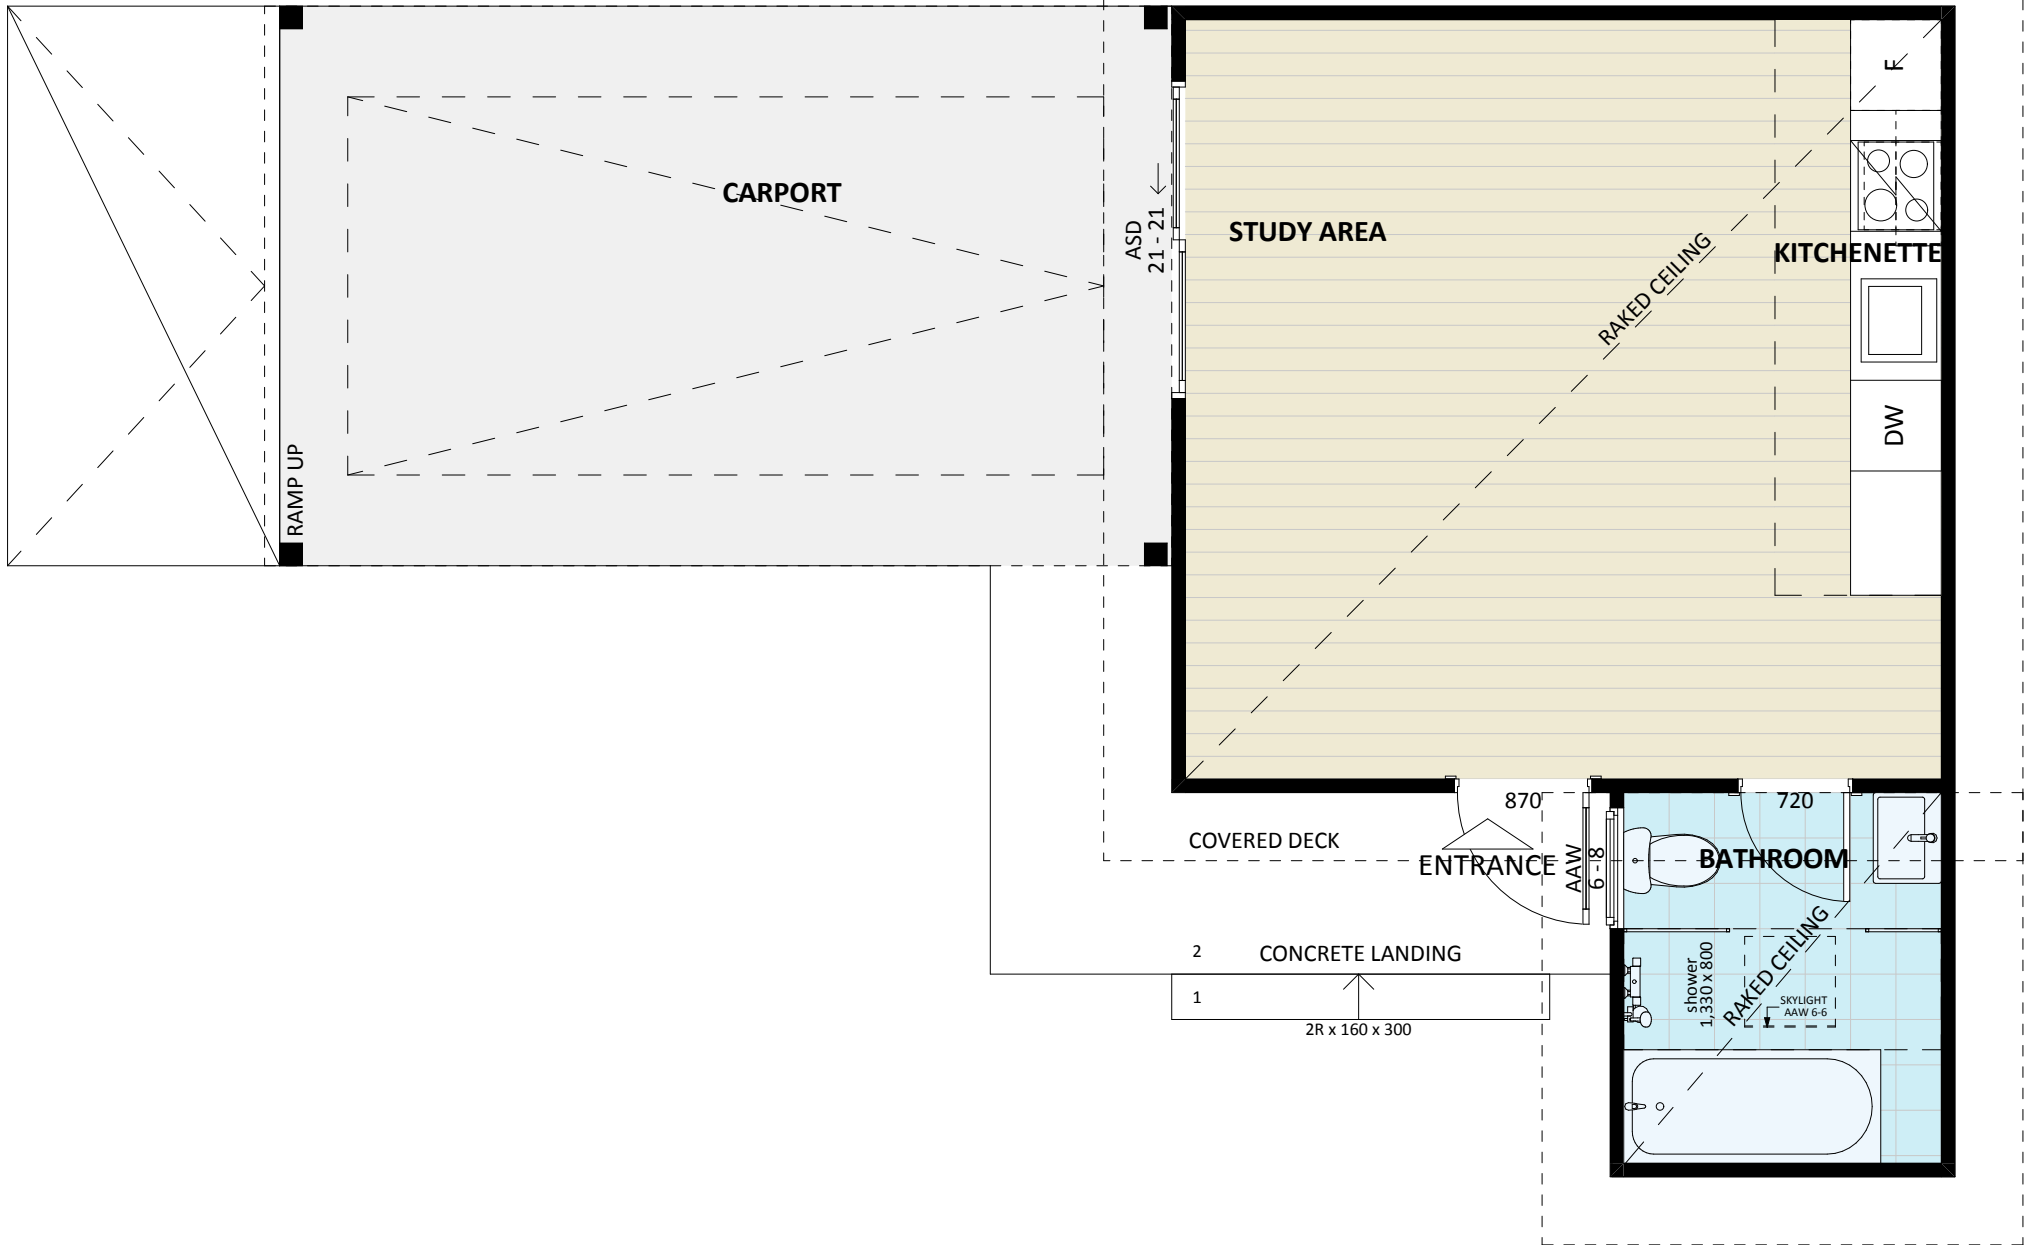 F
CARPORT
ASD
21 - 21
STUDY AREA
KITCHENETTE
RAKED CEILING
DW
RAMP UP
870
720
COVERED DECK
ENTRANCE
AAW
6 - 8
BATHROOM
2
CONCRETE LANDING
1
2R x 160 x 300
shower
1,330 x 800
RAKED CEILING
SKYLIGHT
AAW 6-6